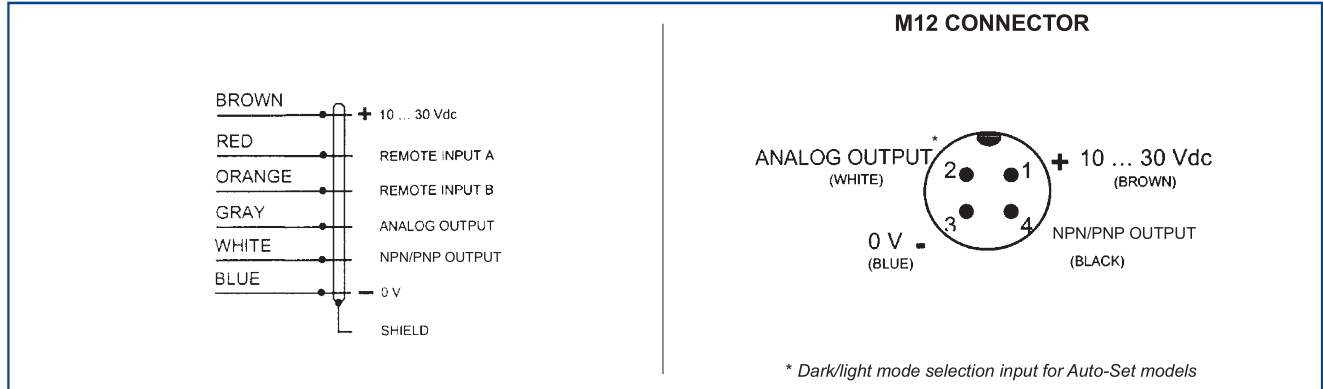 BROWN
+ 10 ... 30 Vdc
RED
REMOTE INPUT A
ORANGE
REMOTE INPUT B
GRAY
ANALOG OUTPUT
WHITE
NPN/PNP OUTPUT
BLUE
- 0 V
SHIELD
M12 CONNECTOR
ANALOG OUTPUT*
(WHITE)
2
1
+ 10 ... 30 Vdc
(BROWN)
3
4
0 V -
(BLUE)
NPN/PNP OUTPUT
(BLACK)
* Dark/light mode selection input for Auto-Set models